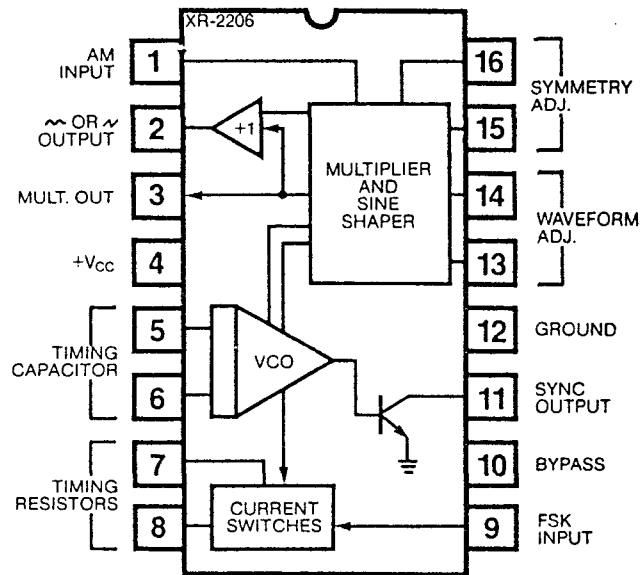 XR-2206
AM
INPUT
1
16
SYMMETRY
ADJ.
~ OR ~
OUTPUT
2
+1
15
MULTIPLIER
AND
SINE
SHAPER
MULT. OUT
3
14
WAVEFORM
ADJ.
+VCC
4
13
5
12
GROUND
TIMING
CAPACITOR
VCO
6
11
SYNC
OUTPUT
7
10
BYPASS
TIMING
RESISTORS
CURRENT
SWITCHES
8
9
FSK
INPUT